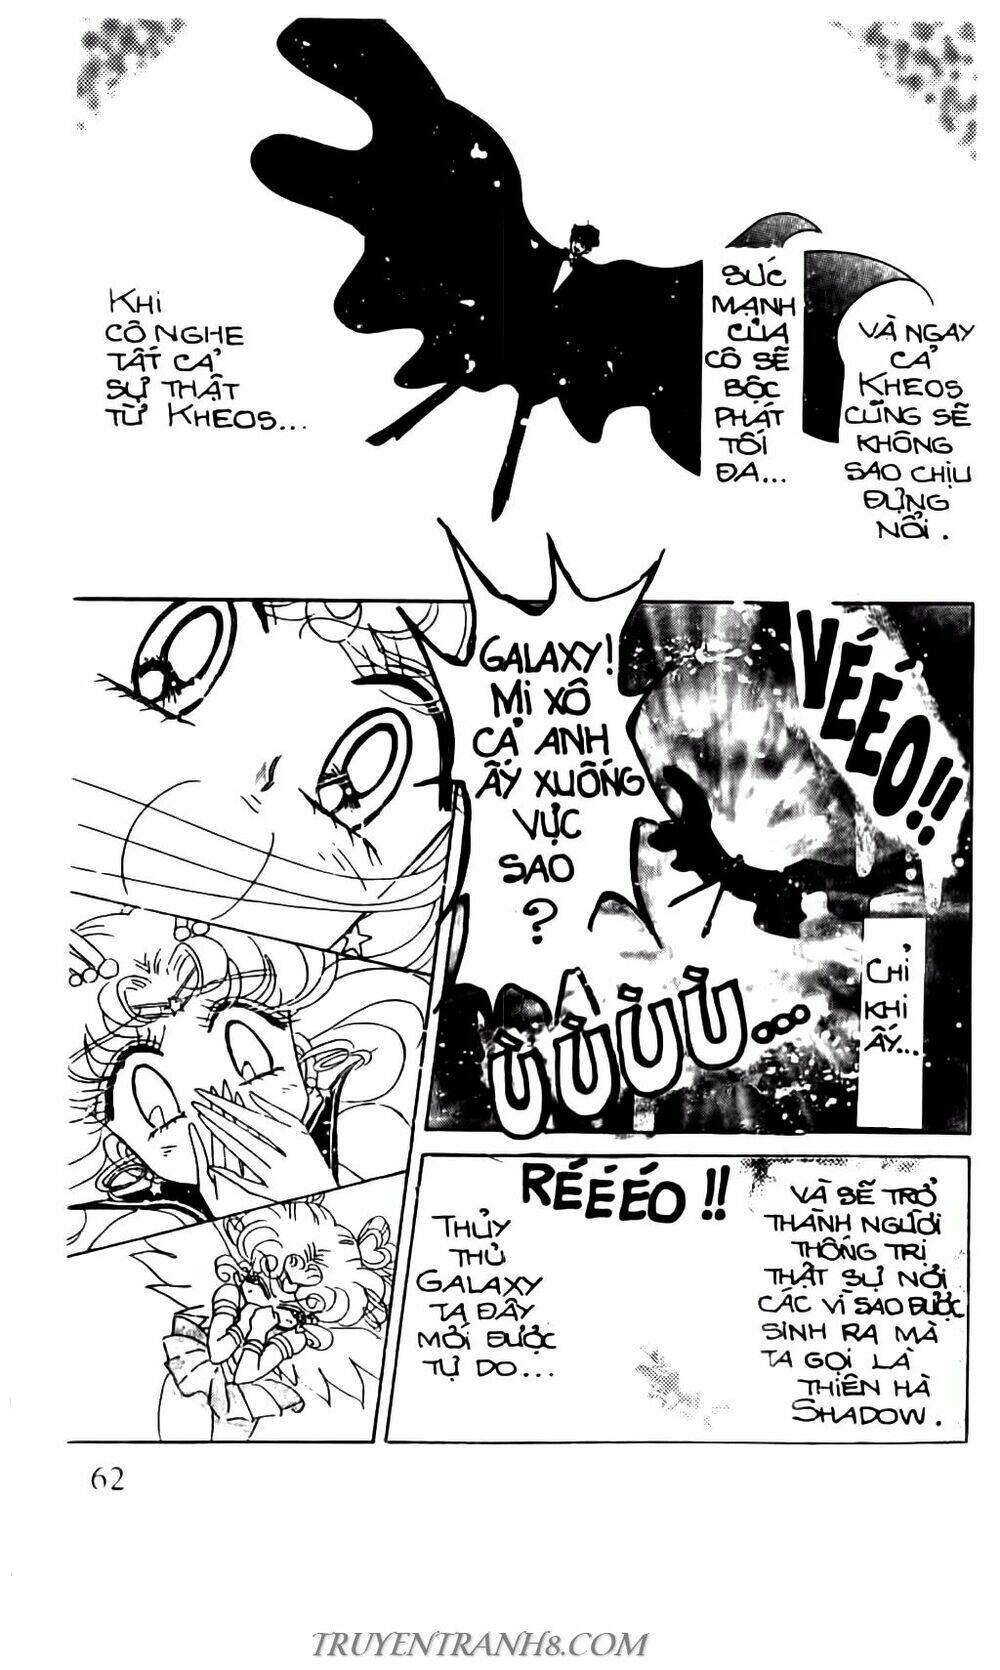 KHI
CÔ NGHE
TẤT CẢ
SỰ THẬT
TỪ KHEOS...
SỨC
MẠNH
CỦA
CÔ SẼ
BỘC
PHÁT
TỐI
ĐA...
VÀ NGAY
CẢ
KHEOS
CŨNG SẼ
KHÔNG
SAO CHỊU
ĐỰNG
NỔI.
GALAXY!
MI XÔ
CẢ ANH
ẤY XUỐNG
VỰC
SAO
?
VÉÉO!!
ÙÙÙÙ...
CHỈ
KHI
ẤY...
RÉÉÉO!!
THỦY
THỦ
GALAXY
TA ĐÂY
MỚI ĐƯỢC
TỰ DO...
VÀ SẼ TRỞ
THÀNH NGƯỜI
THỐNG TRỊ
THẬT SỰ NƠI
CÁC VÌ SAO ĐƯỢC
SINH RA MÀ
TA GỌI LÀ
THIÊN HÀ
SHADOW.
62
TRUYENTRANH8.COM